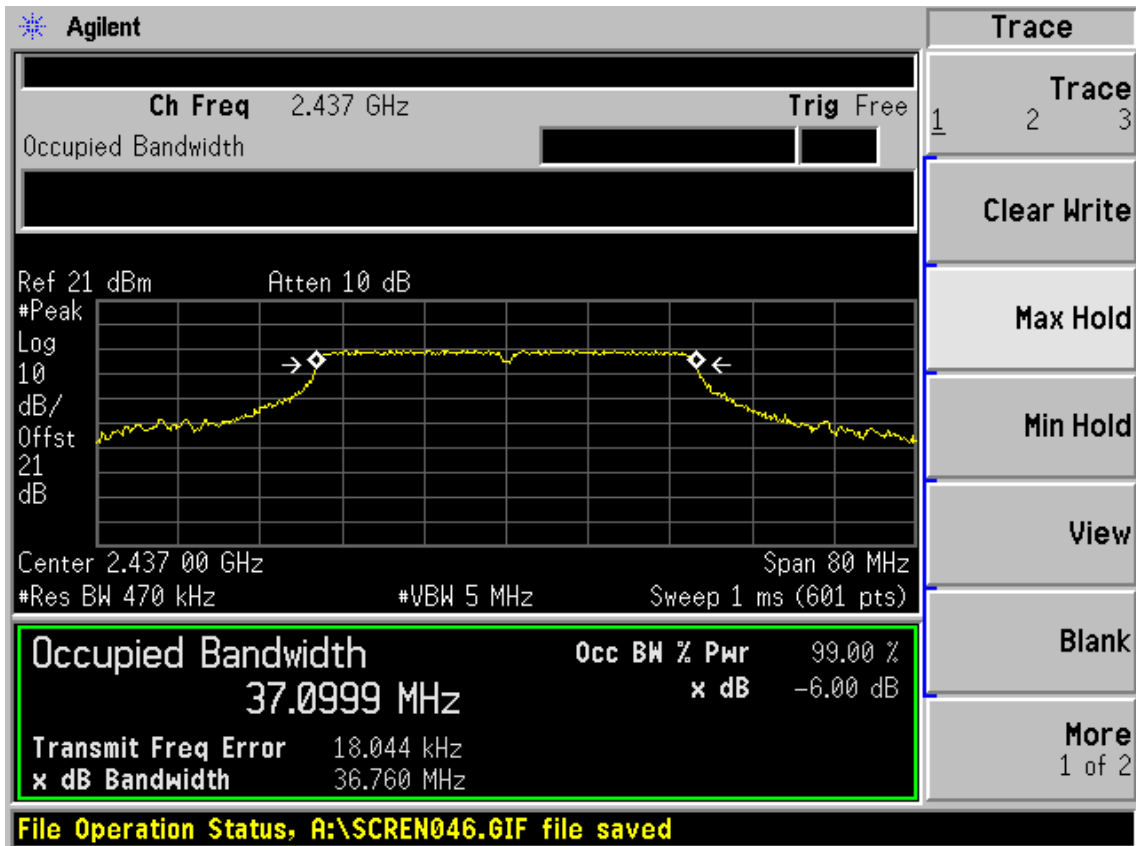 Agilent
Trace
Ch Freq 2.437 GHz Trig Free
Occupied Bandwidth
Trace
1 2 3
Clear Write
Max Hold
Min Hold
View
Blank
More
1 of 2
Ref 21 dBm Atten 10 dB
#Peak
Log
10
dB/
Offst
21
dB
Center 2.437 00 GHz Span 80 MHz
#Res BW 470 kHz #VBW 5 MHz Sweep 1 ms (601 pts)
Occupied Bandwidth
37.0999 MHz
Occ BW % Pwr 99.00 %
x dB -6.00 dB
Transmit Freq Error 18.044 kHz
x dB Bandwidth 36.760 MHz
File Operation Status, A:\SCREN046.GIF file saved